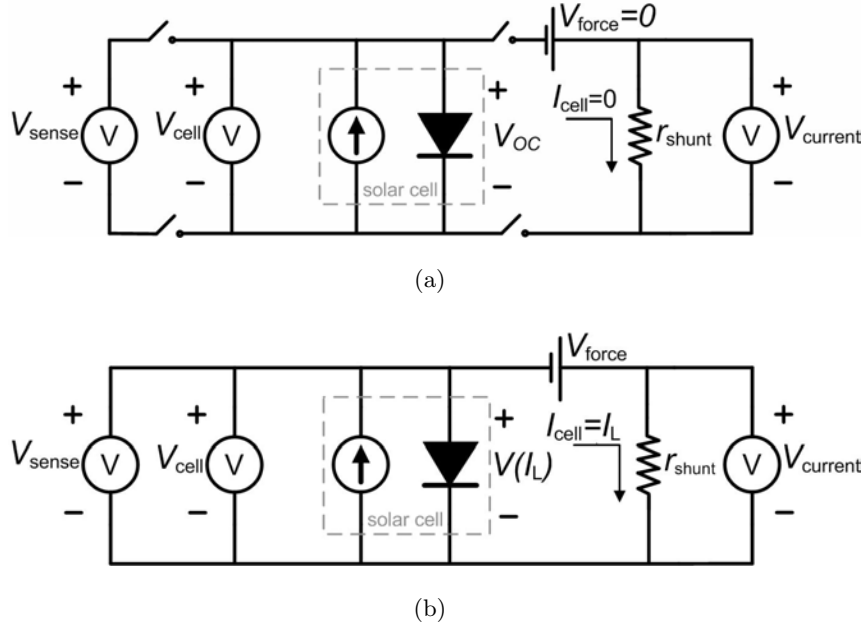 V_force=0
+ + + I_cell=0 +
V_sense V V_cell V V_OC r_shunt V V_current
− − − −
solar cell
(a)
V_force
+ + + I_cell=I_L +
V_sense V V_cell V V(I_L) r_shunt V V_current
− − − −
solar cell
(b)